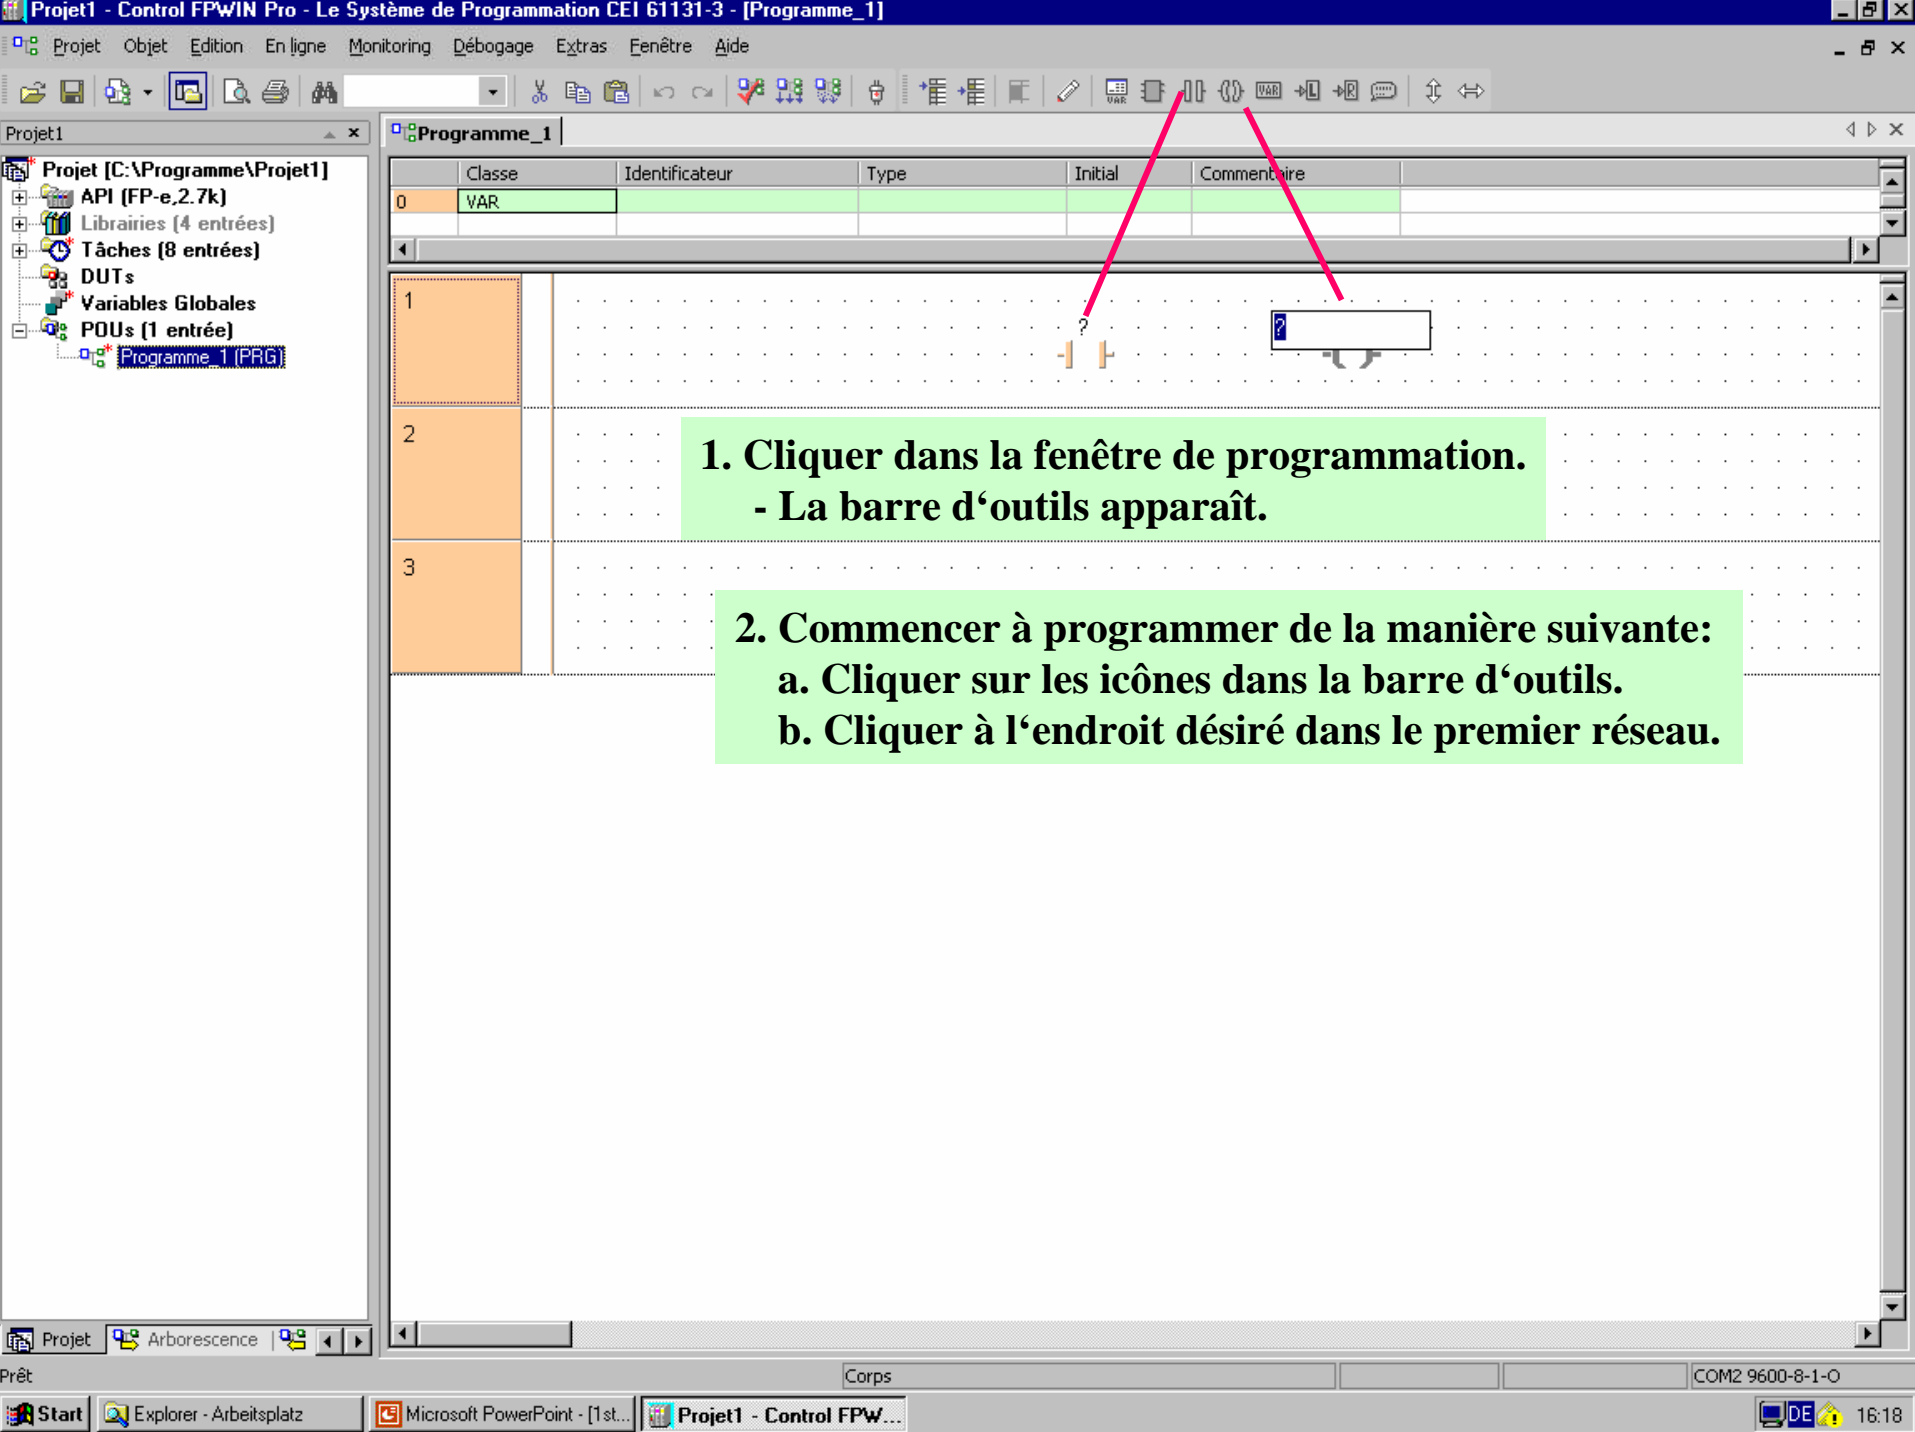 Projet1 - Control FPWIN Pro - Le Système de Programmation CEI 61131-3 - [Programme_1]
Projet Objet Edition En ligne Monitoring Débogage Extras Fenêtre Aide
VAR VAR L R
Projet1
Programme_1
Projet [C:\Programme\Projet1]
API (FP-e,2.7k)
Librairies (4 entrées)
Tâches (8 entrées)
DUTs
Variables Globales
POUs (1 entrée)
Programme_1 (PRG)
Classe Identificateur Type Initial Commentaire
0 VAR
1
? ?
2
1. Cliquer dans la fenêtre de programmation.
- La barre d‘outils apparaît.
3
2. Commencer à programmer de la manière suivante:
a. Cliquer sur les icônes dans la barre d‘outils.
b. Cliquer à l‘endroit désiré dans le premier réseau.
Projet Arborescence
Prêt Corps COM2 9600-8-1-O
Start Explorer - Arbeitsplatz Microsoft PowerPoint - [1st... Projet1 - Control FPW... DE 16:18